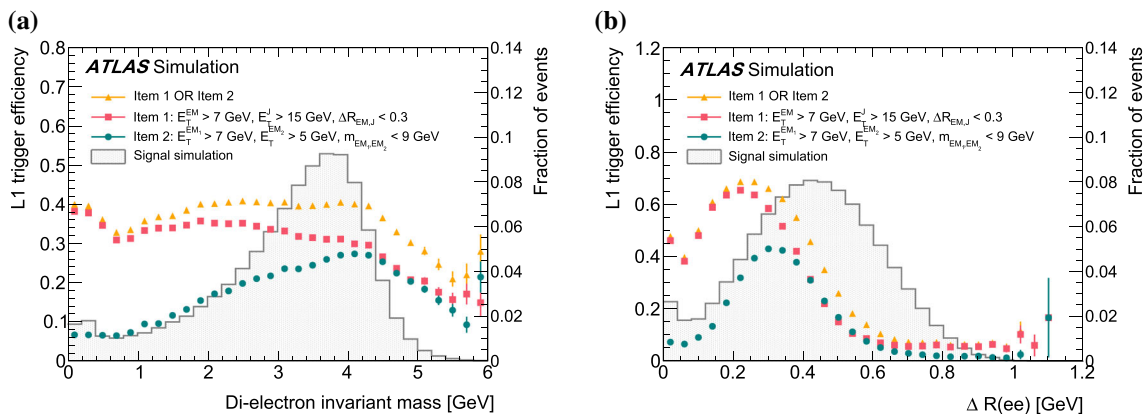 (a)
L1 trigger efficiency
0.8
0.7
0.6
0.5
0.4
0.3
0.2
0.1
0
ATLAS Simulation
Item 1 OR Item 2
Item 1: E_T^EM > 7 GeV, E_T^J > 15 GeV, ΔR_EM,J < 0.3
Item 2: E_T^EM1 > 7 GeV, E_T^EM2 > 5 GeV, m_EM1,EM2 < 9 GeV
Signal simulation
0.14
0.12
0.1
0.08
0.06
0.04
0.02
0
Fraction of events
0 1 2 3 4 5 6
Di-electron invariant mass [GeV]
(b)
L1 trigger efficiency
1.2
1
0.8
0.6
0.4
0.2
0
ATLAS Simulation
Item 1 OR Item 2
Item 1: E_T^EM > 7 GeV, E_T^J > 15 GeV, ΔR_EM,J < 0.3
Item 2: E_T^EM1 > 7 GeV, E_T^EM2 > 5 GeV, m_EM1,EM2 < 9 GeV
Signal simulation
0.14
0.12
0.1
0.08
0.06
0.04
0.02
0
Fraction of events
0 0.2 0.4 0.6 0.8 1 1.2
Δ R(ee) [GeV]